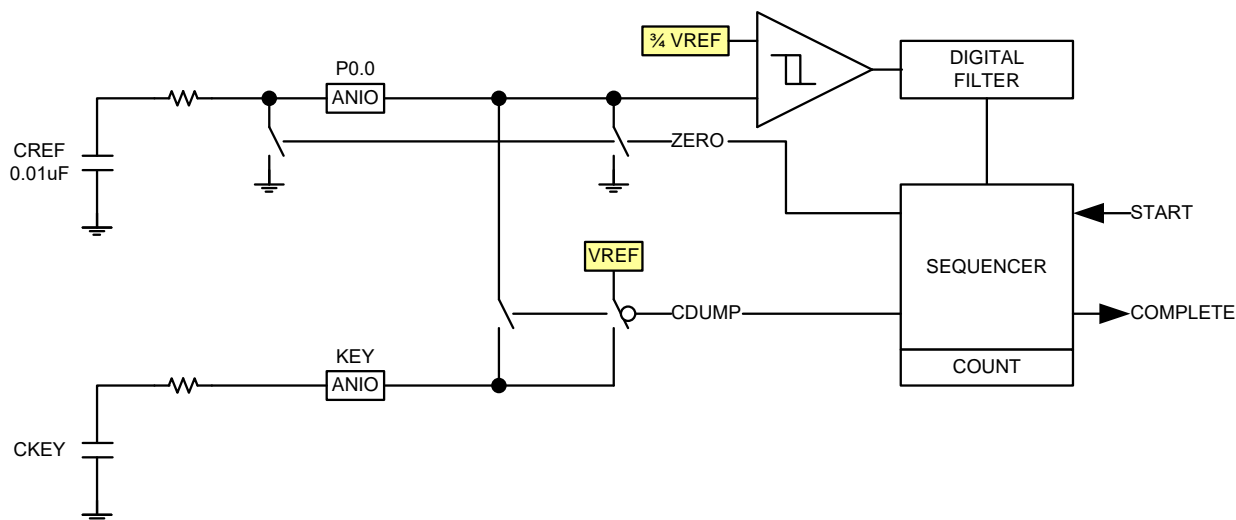 ¾ VREF
DIGITAL
FILTER
P0.0
ANIO
CREF
0.01uF
ZERO
START
VREF
SEQUENCER
CDUMP
COMPLETE
KEY
ANIO
COUNT
CKEY